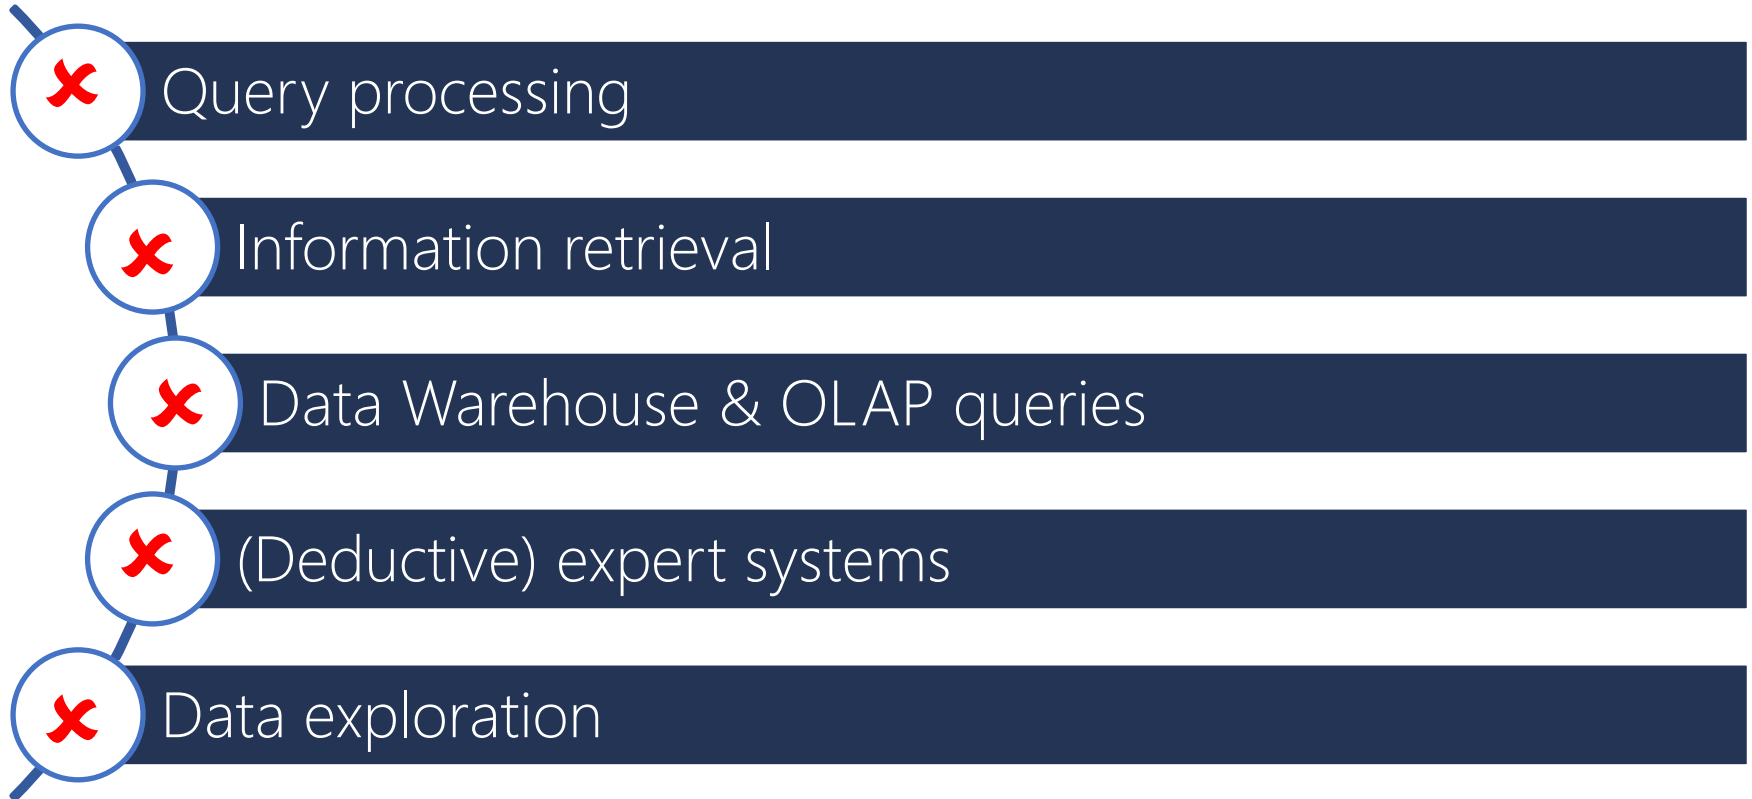 Query processing
Information retrieval
Data Warehouse & OLAP queries
(Deductive) expert systems
Data exploration